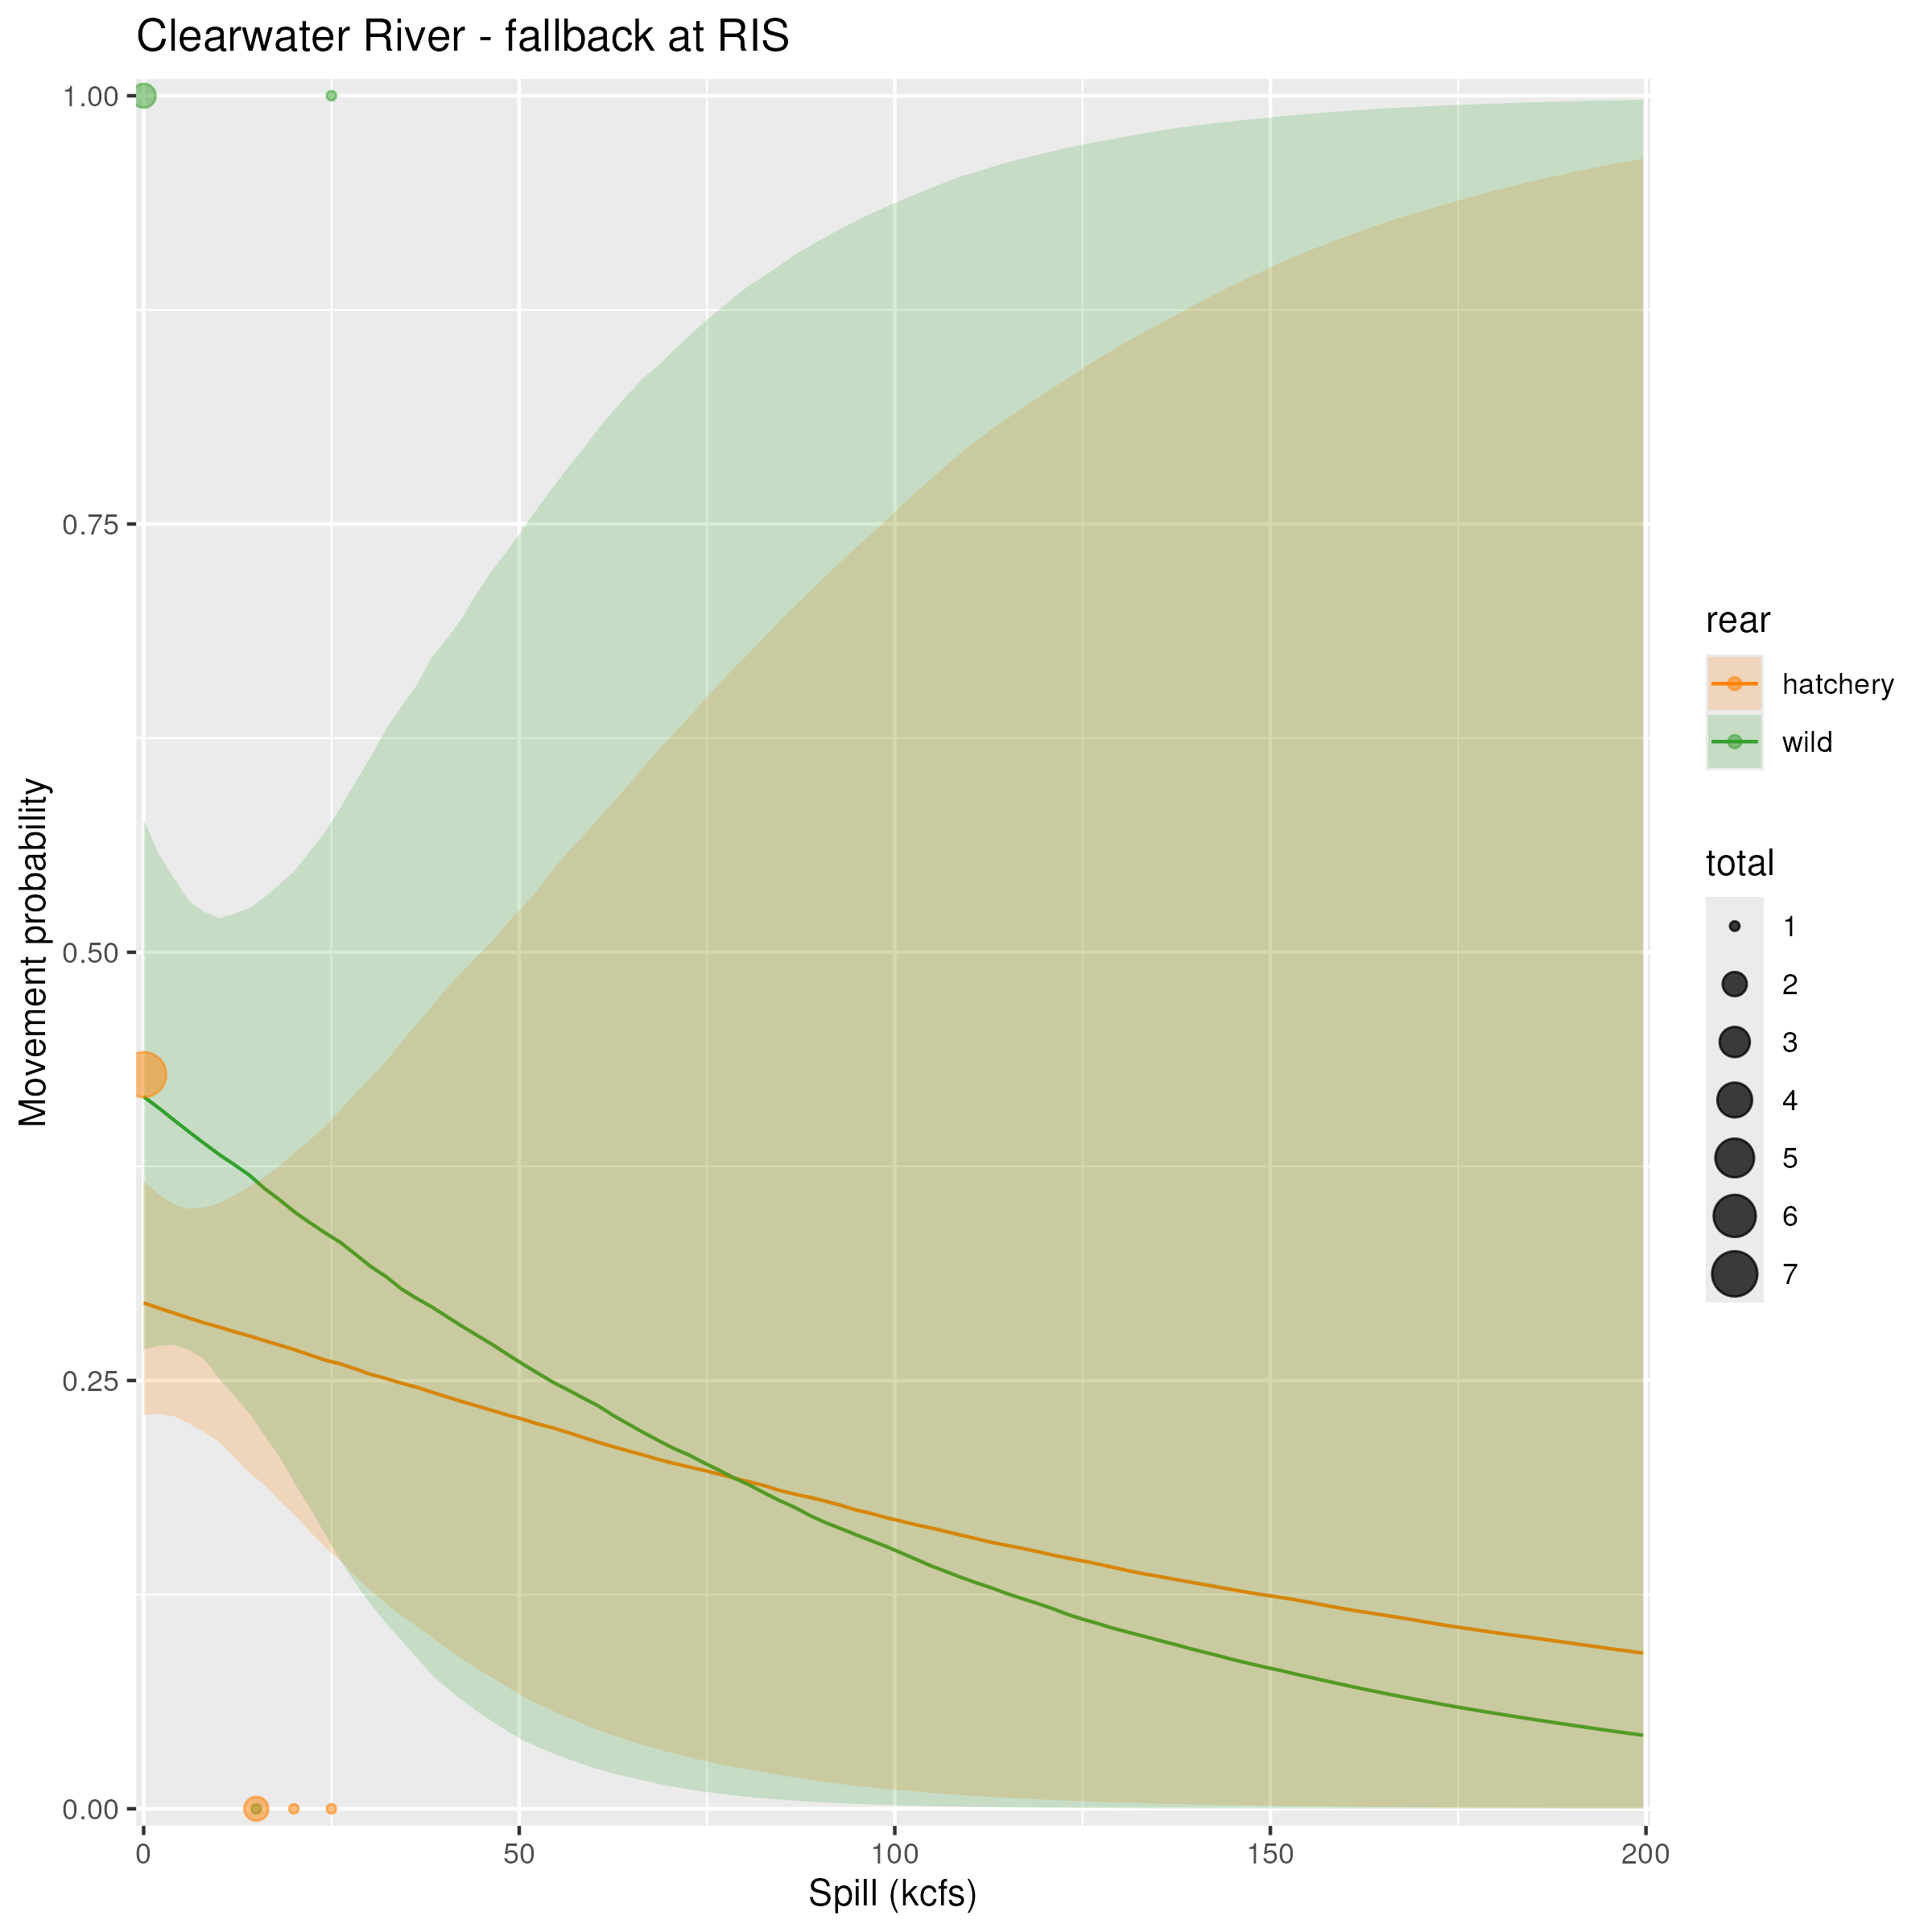 Clearwater River - fallback at RIS
1.00
0.75
0.50
0.25
0.00
Movement probability
0
50
100
150
200
Spill (kcfs)
rear
hatchery
wild
total
1
2
3
4
5
6
7